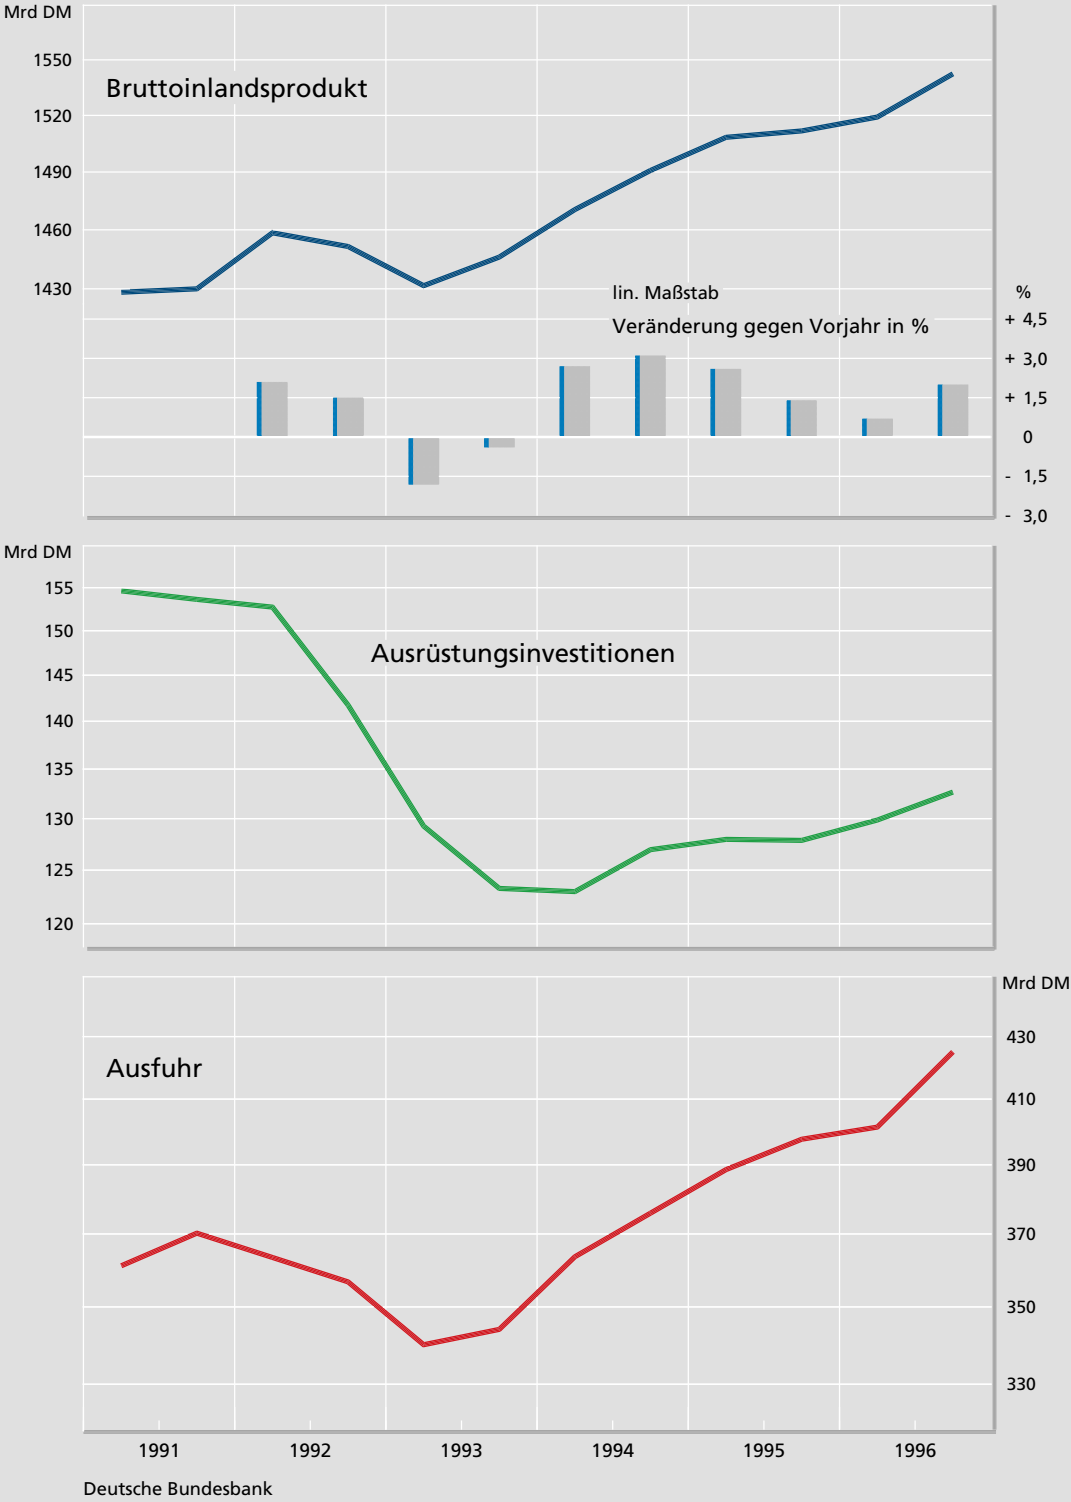 Mrd DM
1550
Bruttoinlandsprodukt
1520
1490
1460
1430
lin. Maßstab
%
Veränderung gegen Vorjahr in %
+ 4,5
+ 3,0
+ 1,5
0
- 1,5
- 3,0
Mrd DM
155
150
Ausrüstungsinvestitionen
145
140
135
130
125
120
Mrd DM
430
Ausfuhr
410
390
370
350
330
1991 1992 1993 1994 1995 1996
Deutsche Bundesbank